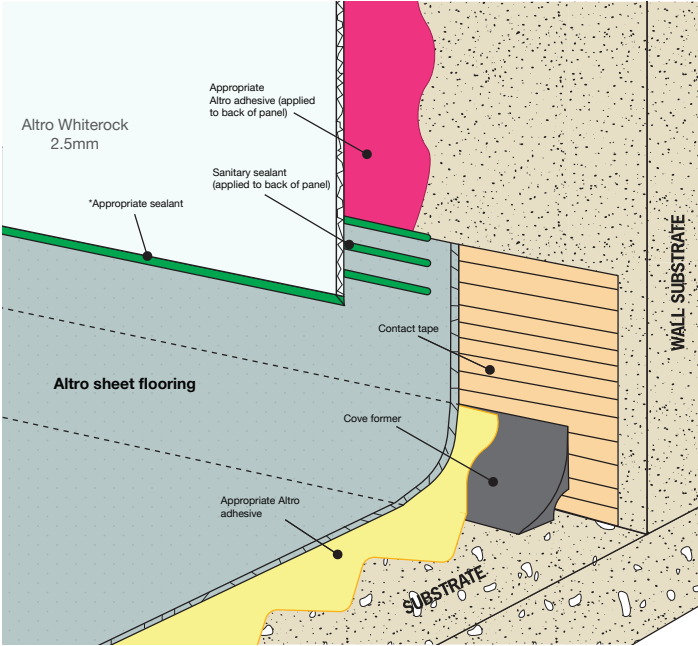 Appropriate
Altro adhesive (applied
to back of panel)
Altro Whiterock
2.5mm
Sanitary sealant
(applied to back of panel)
*Appropriate sealant
WALL SUBSTRATE
Contact tape
Altro sheet flooring
Cove former
Appropriate Altro
adhesive
SUBSTRATE